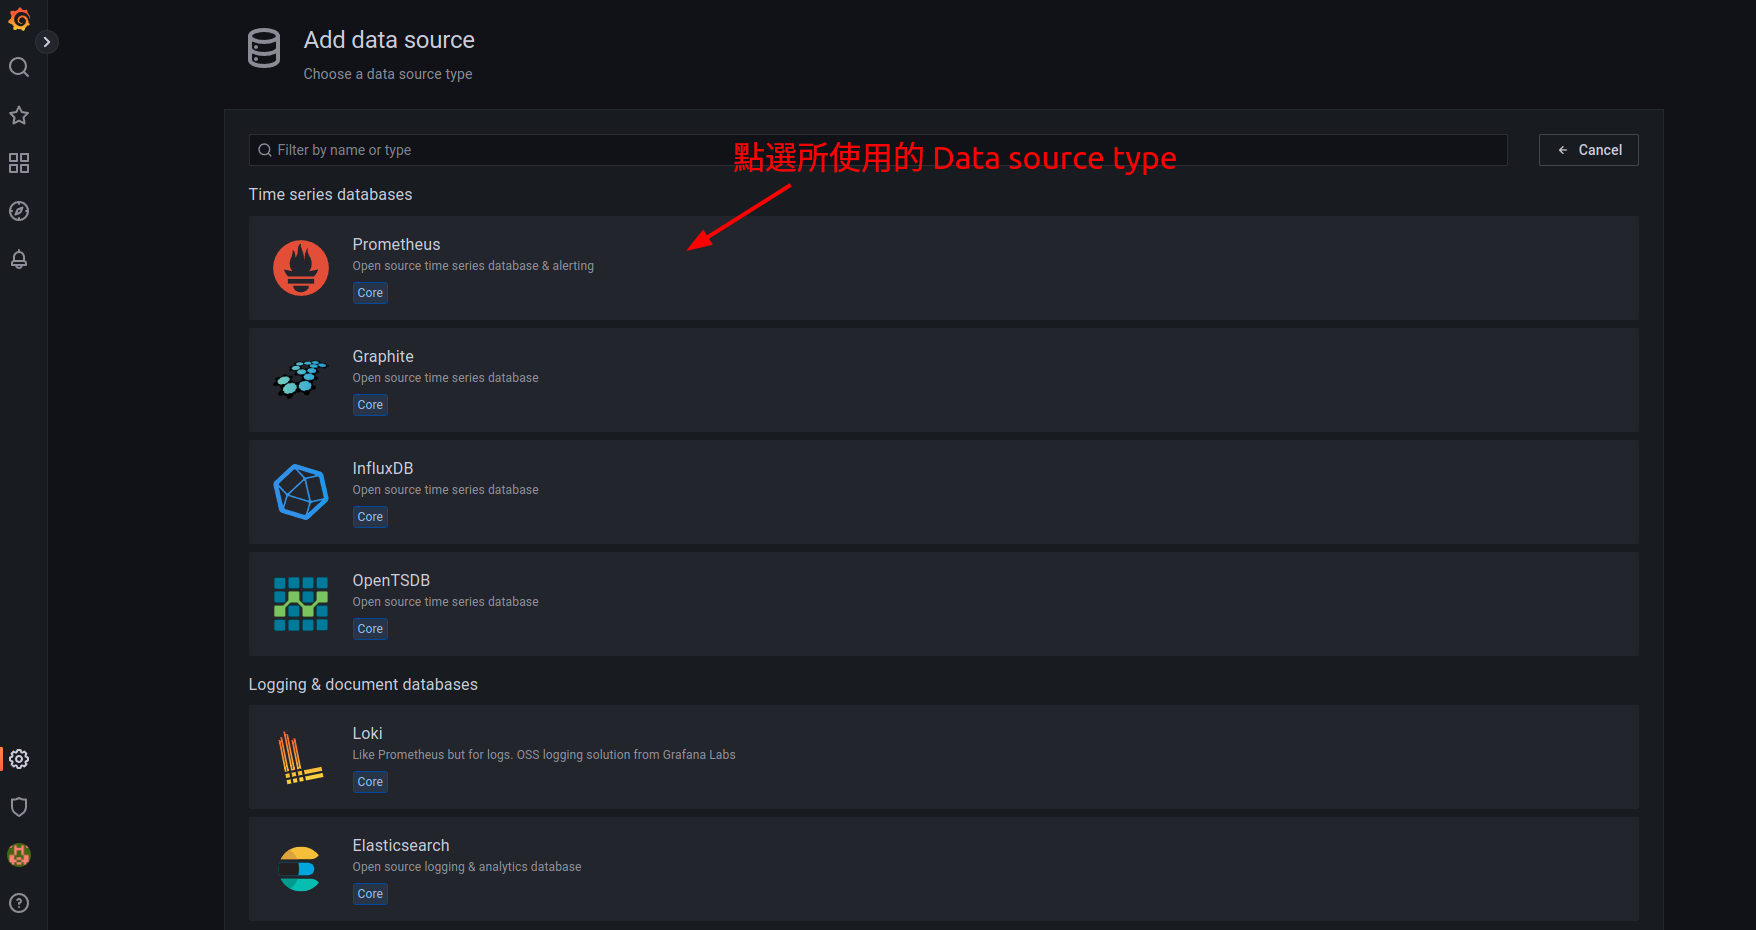 Add data source
Choose a data source type
Filter by name or type
點選所使用的 Data source type
Cancel
Time series databases
Prometheus
Open source time series database & alerting
Core
Graphite
Open source time series database
Core
InfluxDB
Open source time series database
Core
OpenTSDB
Open source time series database
Core
Logging & document databases
Loki
Like Prometheus but for logs. OSS logging solution from Grafana Labs
Core
Elasticsearch
Open source logging & analytics database
Core